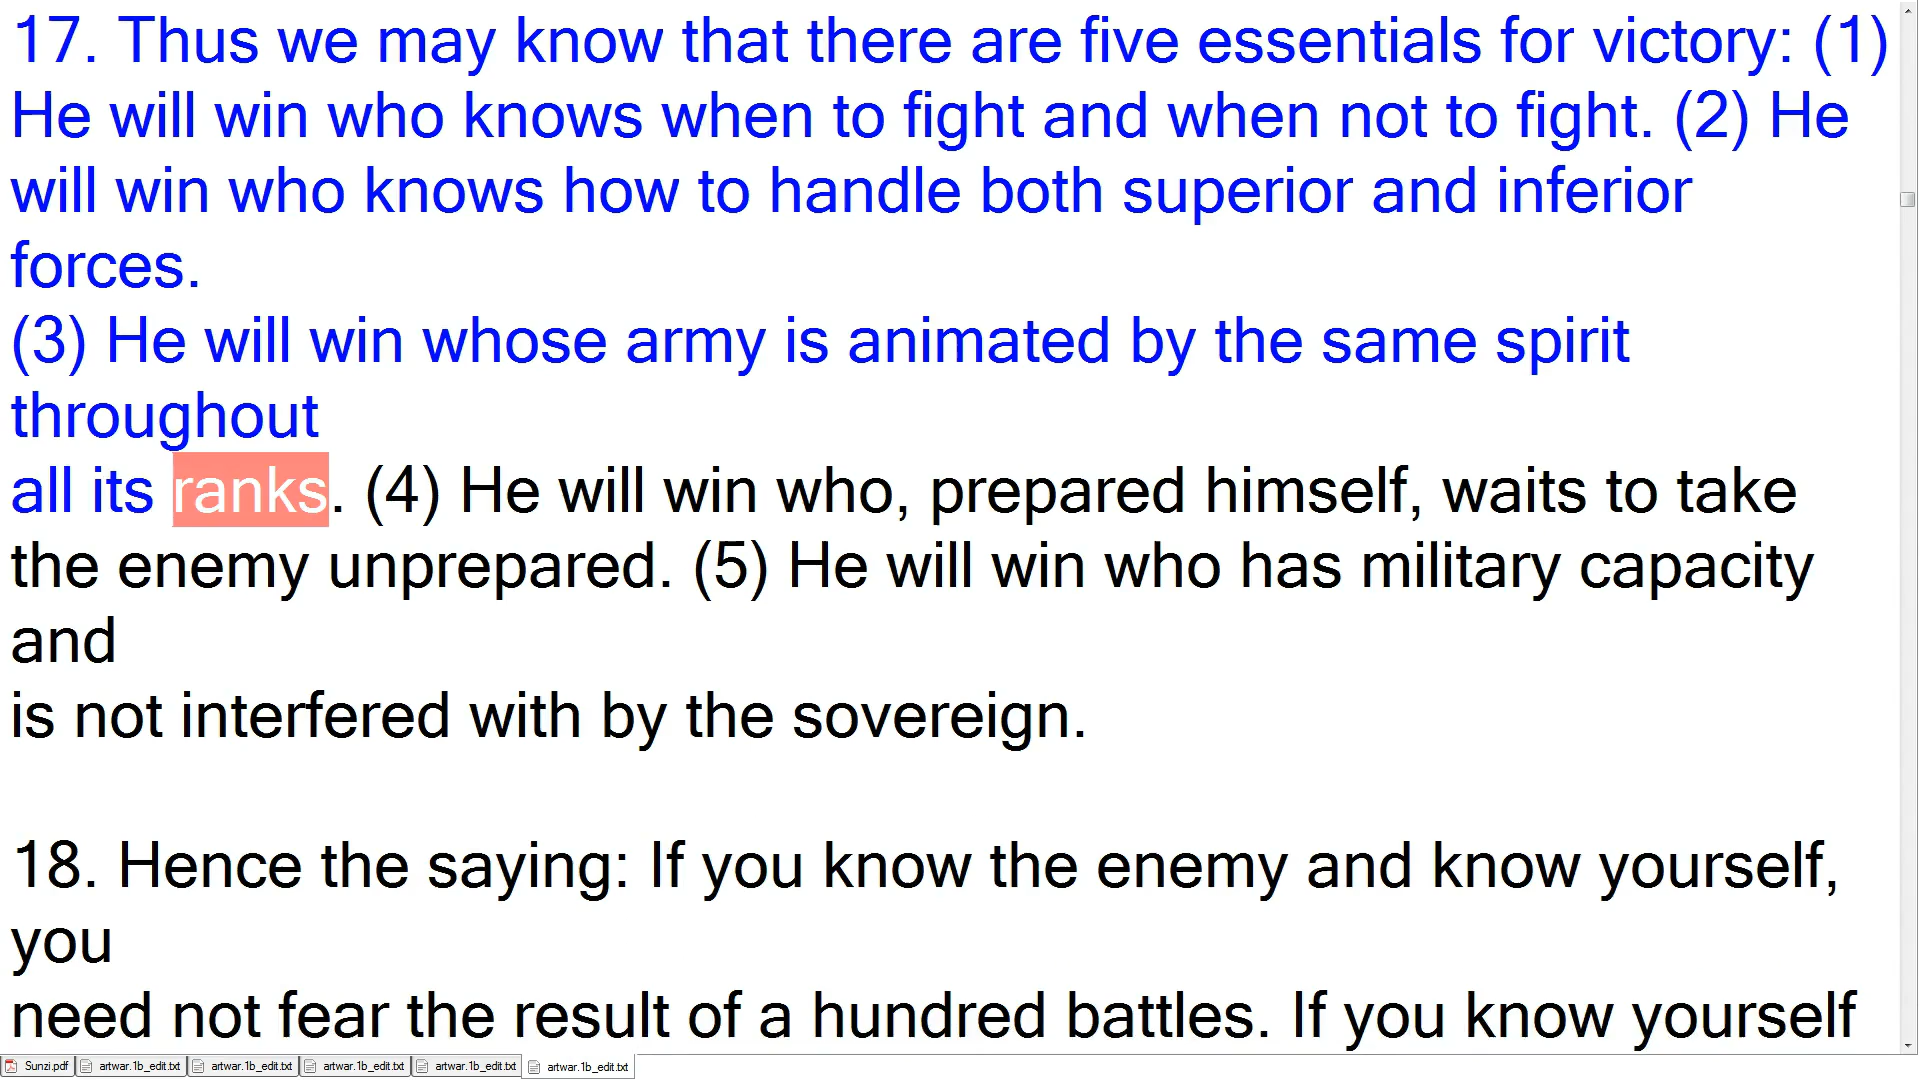 17. Thus we may know that there are five essentials for victory: (1)
He will win who knows when to fight and when not to fight. (2) He
will win who knows how to handle both superior and inferior
forces.
(3) He will win whose army is animated by the same spirit
throughout
all its ranks. (4) He will win who, prepared himself, waits to take
the enemy unprepared. (5) He will win who has military capacity
and
is not interfered with by the sovereign.
18. Hence the saying: If you know the enemy and know yourself,
you
need not fear the result of a hundred battles. If you know yourself
Sunzi.pdf artwar.1b_edit.txt artwar.1b_edit.txt artwar.1b_edit.txt artwar.1b_edit.txt artwar.1b_edit.txt